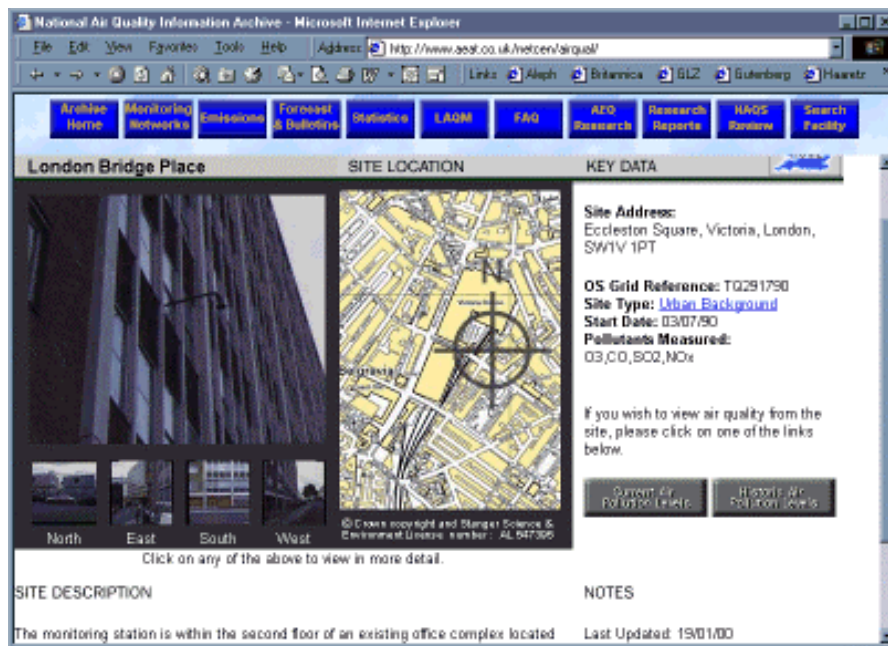 National Air Quality Information Archive - Microsoft Internet Explorer
File Edit View Favorites Tools Help Address http://www.aeat.co.uk/netcen/airqual/
Links Aleph Britannica GLZ Gutenberg Haaretz
Archive Home
Monitoring Networks
Emissions
Forecast & Bulletins
Statistics
LAQM
FAQ
AEQ Research
Research Reports
NAQS Review
Search Facility
London Bridge Place SITE LOCATION KEY DATA
Site Address:
Eccleston Square, Victoria, London,
SW1V 1PT
OS Grid Reference: TQ291790
Site Type: Urban Background
Start Date: 03/07/90
Pollutants Measured:
O3,CO,SO2,NOx
N
Belgravia
If you wish to view air quality from the
site, please click on one of the links
below.
Current Air Pollution Levels
Historic Air Pollution Levels
North East South West
© Crown copyright and Stanger Science &
Environment License number: AL 547395
Click on any of the above to view in more detail.
SITE DESCRIPTION NOTES
The monitoring station is within the second floor of an existing office complex located
Last Updated: 19/01/00